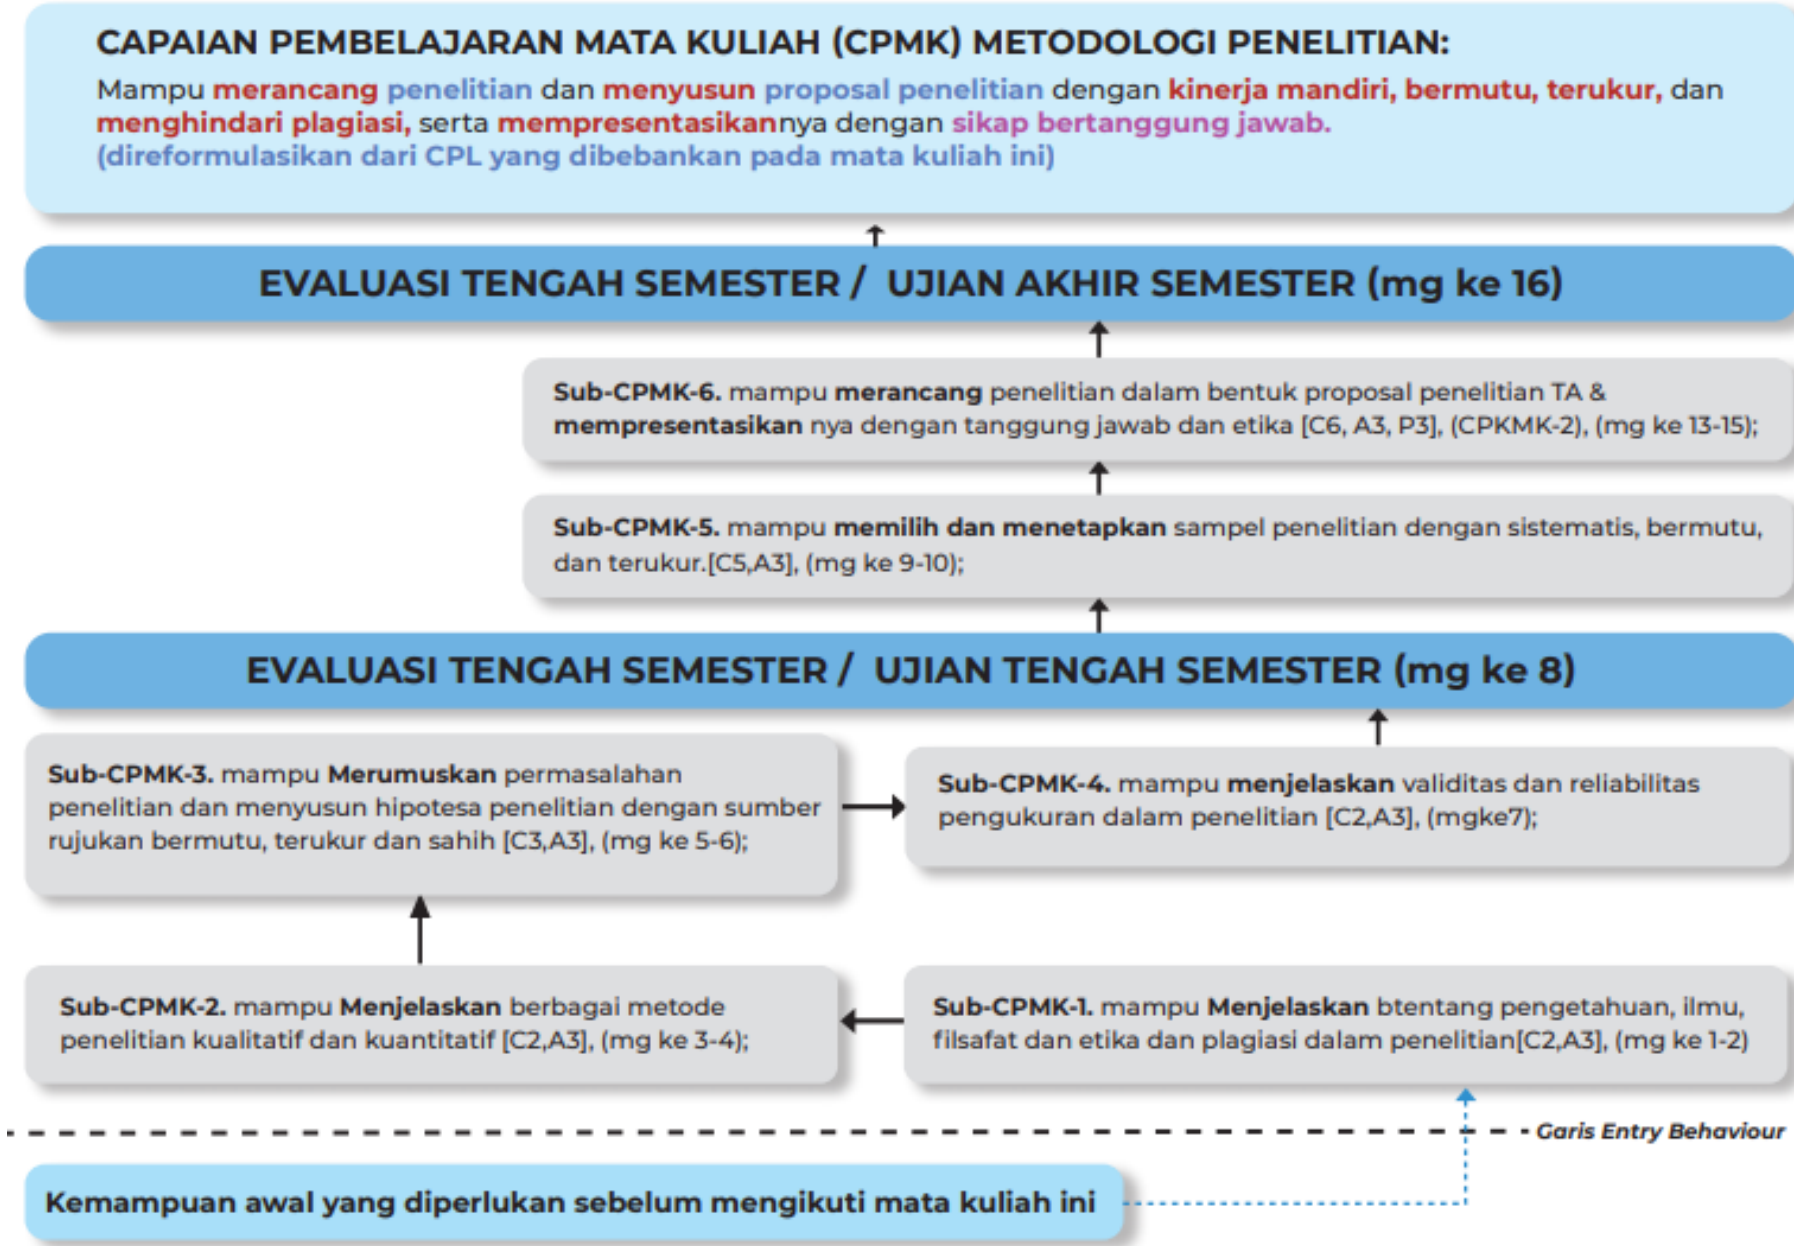 CAPAIAN PEMBELAJARAN MATA KULIAH (CPMK) METODOLOGI PENELITIAN:
Mampu merancang penelitian dan menyusun proposal penelitian dengan kinerja mandiri, bermutu, terukur, dan
menghindari plagiasi, serta mempresentasikannya dengan sikap bertanggung jawab.
(direformulasikan dari CPL yang dibebankan pada mata kuliah ini)
EVALUASI TENGAH SEMESTER / UJIAN AKHIR SEMESTER (mg ke 16)
Sub-CPMK-6. mampu merancang penelitian dalam bentuk proposal penelitian TA &
mempresentasikan nya dengan tanggung jawab dan etika [C6, A3, P3], (CPKMK-2), (mg ke 13-15);
Sub-CPMK-5. mampu memilih dan menetapkan sampel penelitian dengan sistematis, bermutu,
dan terukur.[C5,A3], (mg ke 9-10);
EVALUASI TENGAH SEMESTER / UJIAN TENGAH SEMESTER (mg ke 8)
Sub-CPMK-3. mampu Merumuskan permasalahan
penelitian dan menyusun hipotesa penelitian dengan sumber
rujukan bermutu, terukur dan sahih [C3,A3], (mg ke 5-6);
Sub-CPMK-4. mampu menjelaskan validitas dan reliabilitas
pengukuran dalam penelitian [C2,A3], (mgke7);
Sub-CPMK-2. mampu Menjelaskan berbagai metode
penelitian kualitatif dan kuantitatif [C2,A3], (mg ke 3-4);
Sub-CPMK-1. mampu Menjelaskan btentang pengetahuan, ilmu,
filsafat dan etika dan plagiasi dalam penelitian[C2,A3], (mg ke 1-2)
Garis Entry Behaviour
Kemampuan awal yang diperlukan sebelum mengikuti mata kuliah ini